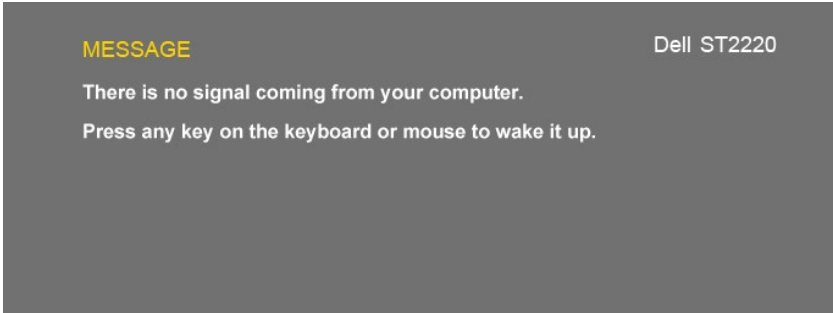 MESSAGE
Dell ST2220
There is no signal coming from your computer.
Press any key on the keyboard or mouse to wake it up.